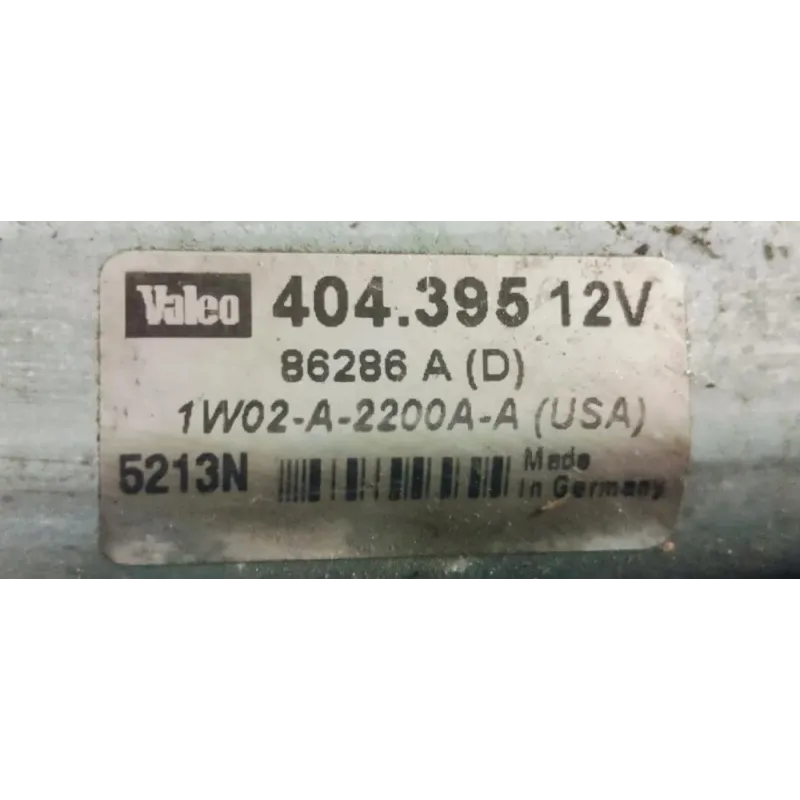 Valeo 404.395 12V
86286 A (D)
1W02-A-2200A-A (USA)
5213N Made
in Germany